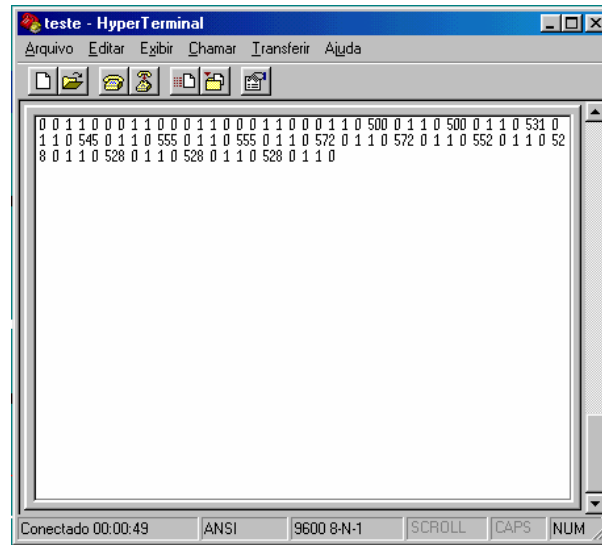 teste - HyperTerminal
Arquivo Editar Exibir Chamar Transferir Ajuda
0 0 1 1 0 0 0 1 1 0 0 0 1 1 0 0 0 1 1 0 0 0 1 1 0 500 0 1 1 0 500 0 1 1 0 531 0
1 1 0 545 0 1 1 0 555 0 1 1 0 555 0 1 1 0 572 0 1 1 0 572 0 1 1 0 552 0 1 1 0 52
8 0 1 1 0 528 0 1 1 0 528 0 1 1 0 528 0 1 1 0
Conectado 00:00:49 ANSI 9600 8-N-1 SCROLL CAPS NUM